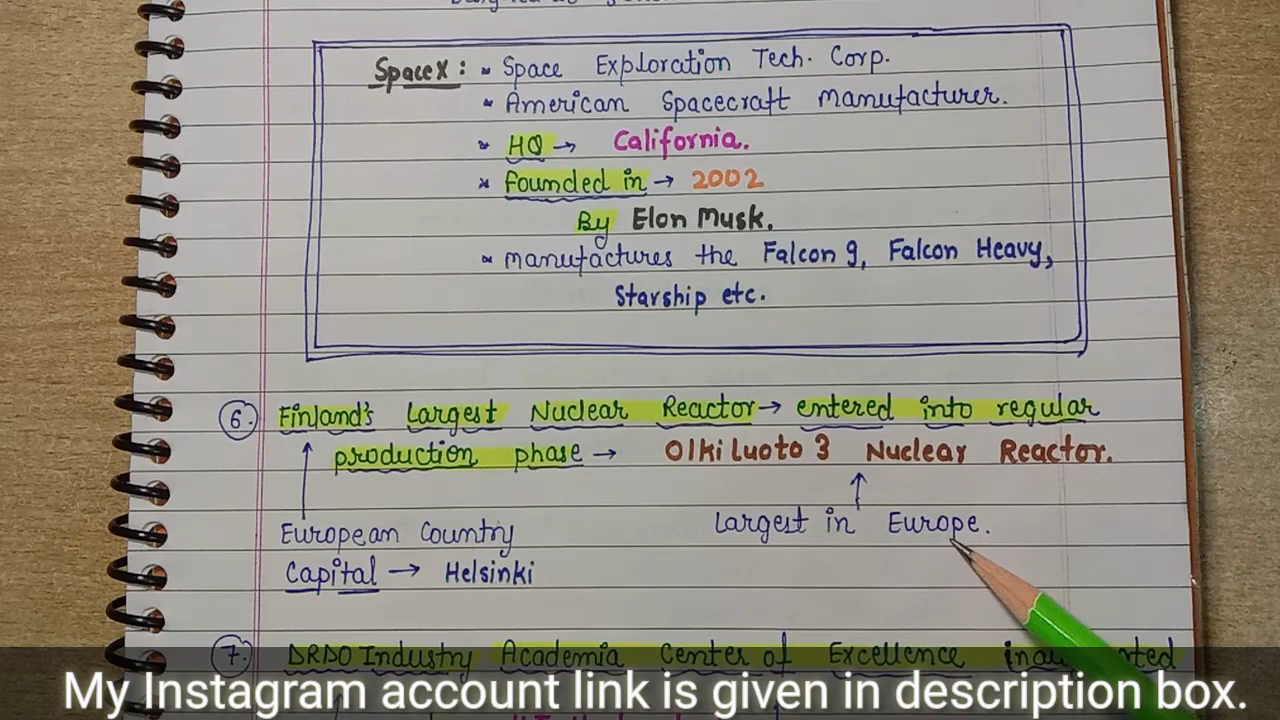 SpaceX : Space Exploration Tech. Corp.
American Spacecraft manufacturer.
HQ → California.
founded in → 2002
By Elon Musk.
manufactures the Falcon 9, Falcon Heavy,
Starship etc.
6. Finland's Largest Nuclear Reactor → entered into regular
production phase → Olkiluoto 3 Nuclear Reactor.
European Country
Largest in Europe.
Capital → Helsinki
7. DRDO Industry Academia Center of Excellence
My Instagram account link is given in description box.